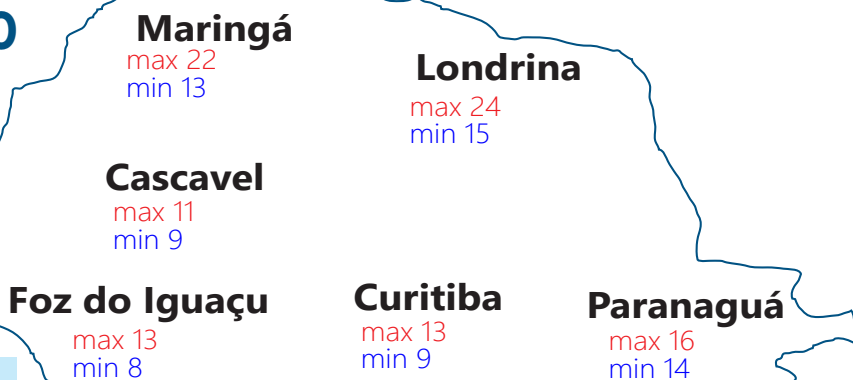 Maringá
max 22
min 13
Londrina
max 24
min 15
Cascavel
max 11
min 9
Foz do Iguaçu
max 13
min 8
Curitiba
max 13
min 9
Paranaguá
max 16
min 14